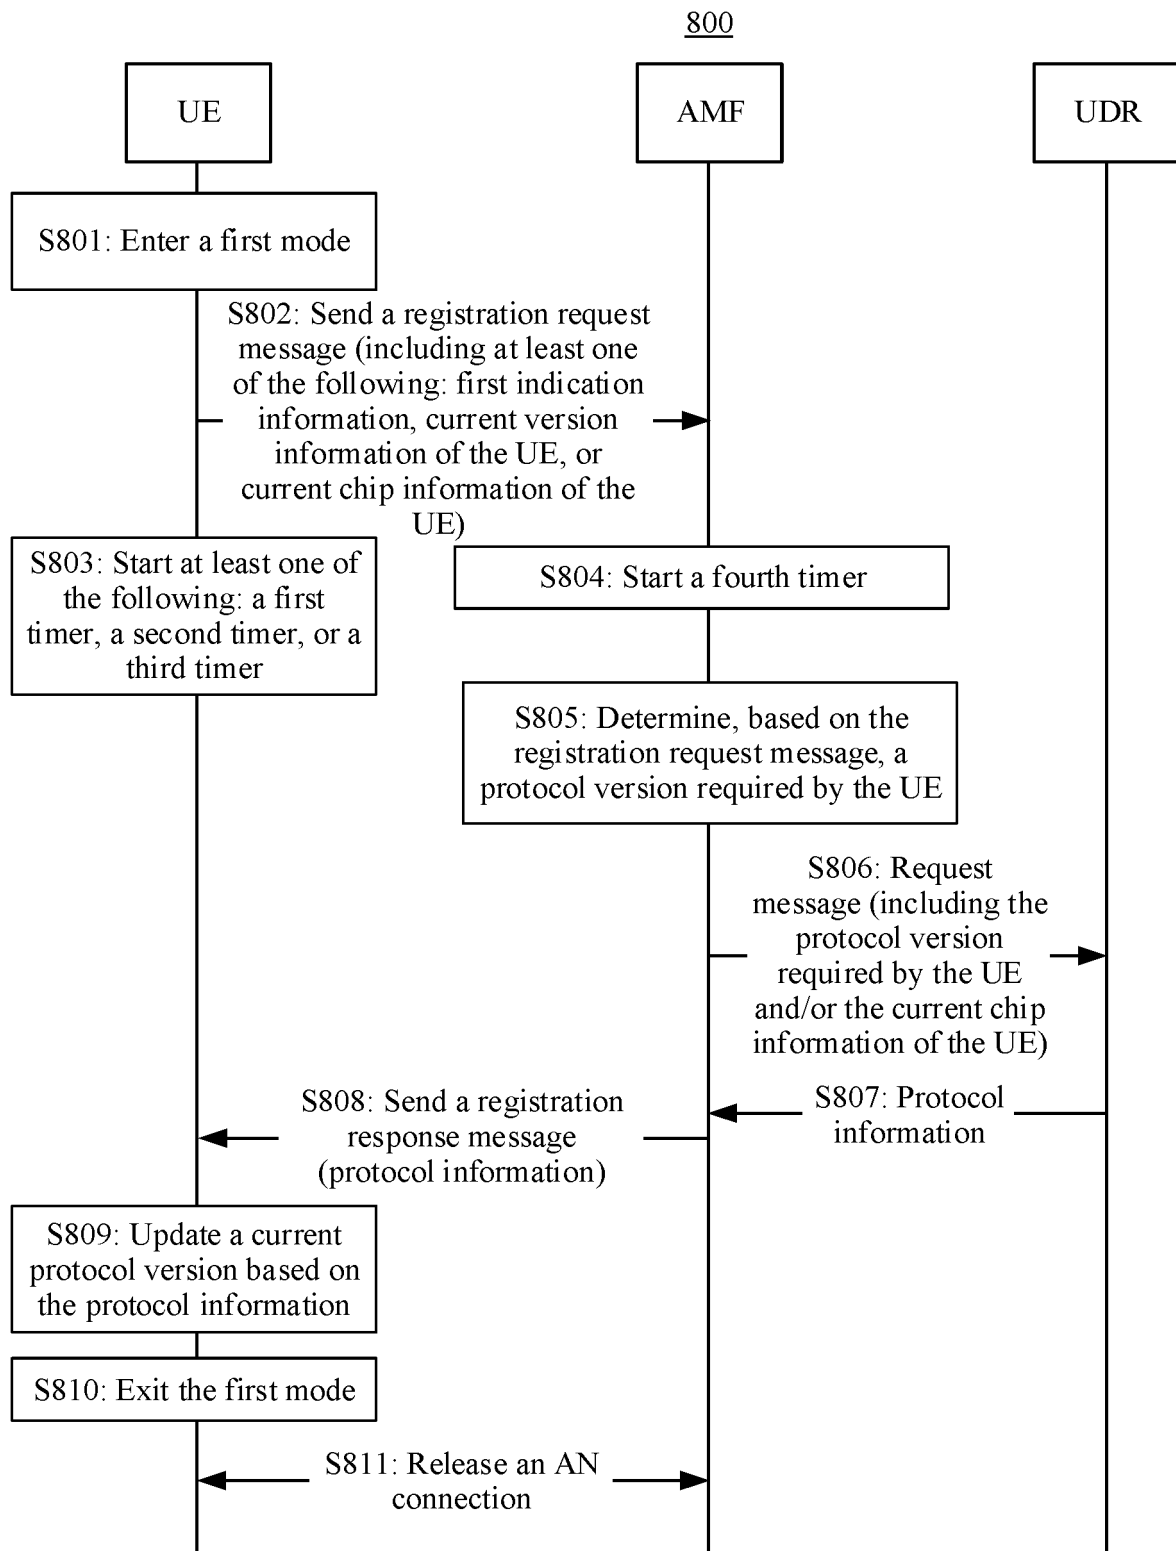 800
UE
AMF
UDR
S801: Enter a first mode
S802: Send a registration request
message (including at least one
of the following: first indication
information, current version
information of the UE, or
current chip information of the
UE)
S803: Start at least one of
the following: a first
timer, a second timer, or a
third timer
S804: Start a fourth timer
S805: Determine, based on the
registration request message, a
protocol version required by the UE
S806: Request
message (including the
protocol version
required by the UE
and/or the current chip
information of the UE)
S807: Protocol
information
S808: Send a registration
response message
(protocol information)
S809: Update a current
protocol version based on
the protocol information
S810: Exit the first mode
S811: Release an AN
connection